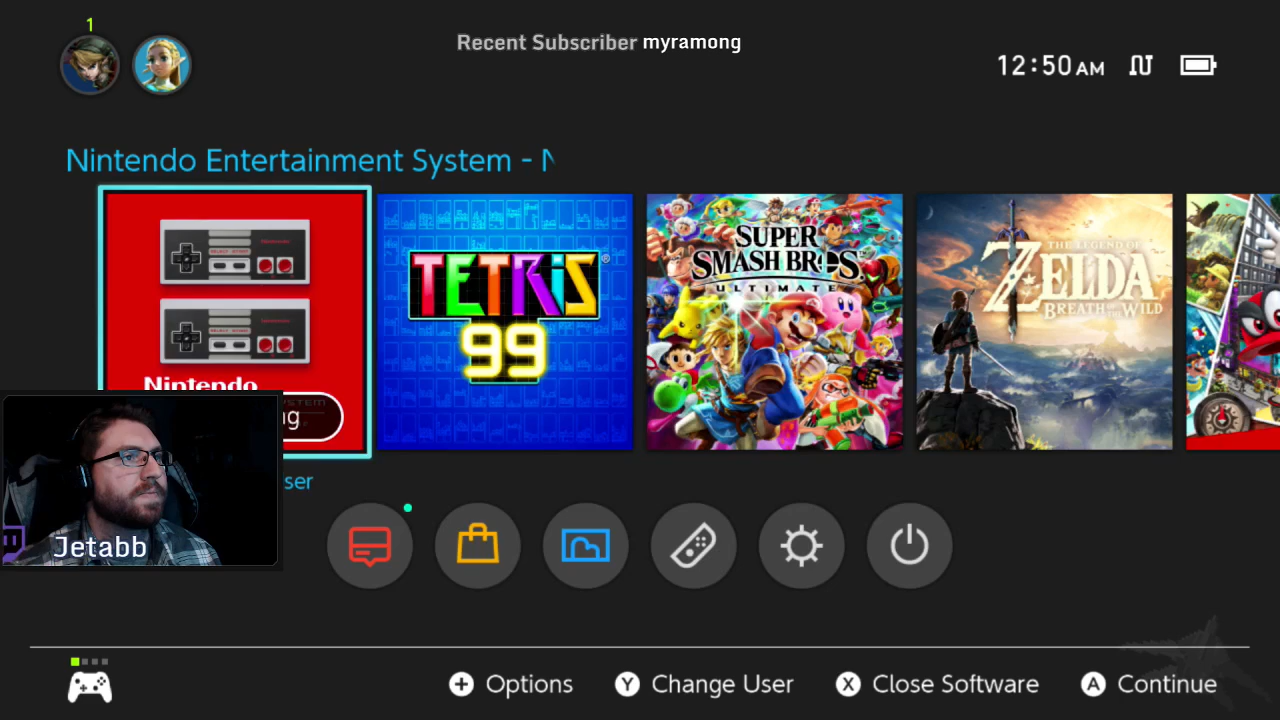 1
Recent Subscriber myramong
12:50 AM
Nintendo Entertainment System -
TETRIS®
99
SUPER
SMASH BROS.
ULTIMATE
THE LEGEND OF
ZELDA
BREATH OF THE WILD
Nintendo
ng
ser
Jetabb
+ Options
Y Change User
X Close Software
A Continue